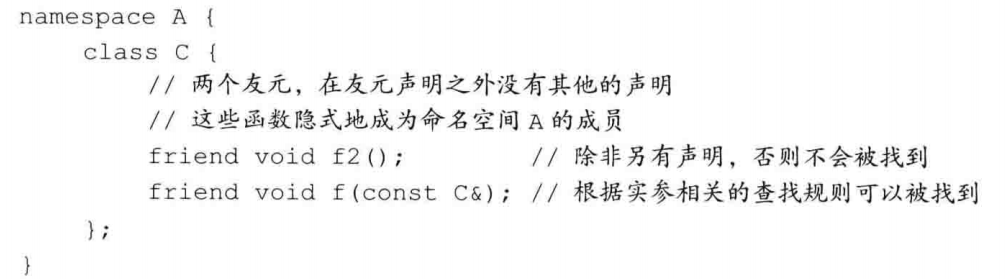 namespace A {
    class C {
        // 两个友元，在友元声明之外没有其他的声明
        // 这些函数隐式地成为命名空间 A 的成员
        friend void f2();        // 除非另有声明，否则不会被找到
        friend void f(const C&); // 根据实参相关的查找规则可以被找到
    };
}